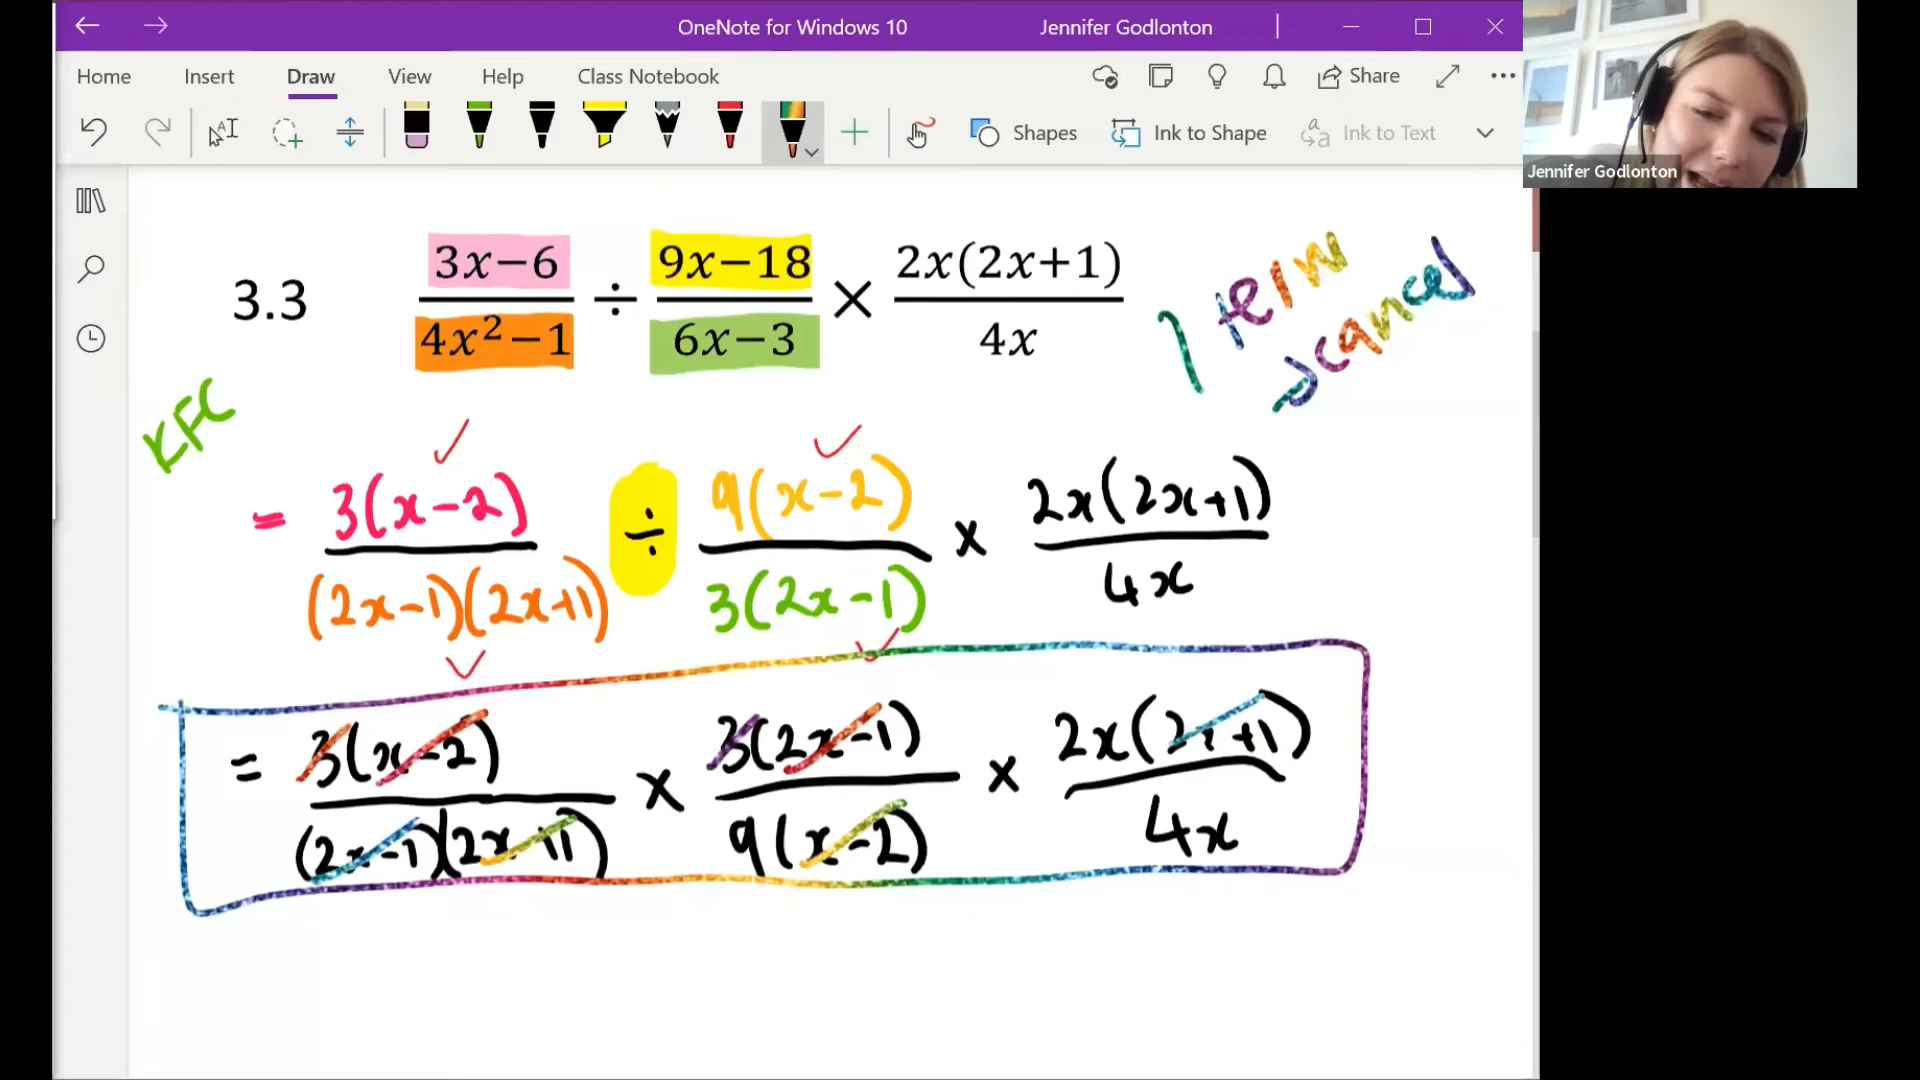 OneNote for Windows 10 Jennifer Godlonton
Home Insert Draw View Help Class Notebook Share
Shapes Ink to Shape Ink to Text
Jennifer Godlonton
3.3 (3x−6)/(4x²−1) ÷ (9x−18)/(6x−3) × 2x(2x+1)/4x
1 term
→cancel
KFC
= 3(x−2)/(2x−1)(2x+1) ÷ 9(x−2)/3(2x−1) × 2x(2x+1)/4x
= 3(x−2)/(2x−1)(2x+1) × 3(2x−1)/9(x−2) × 2x(2x+1)/4x